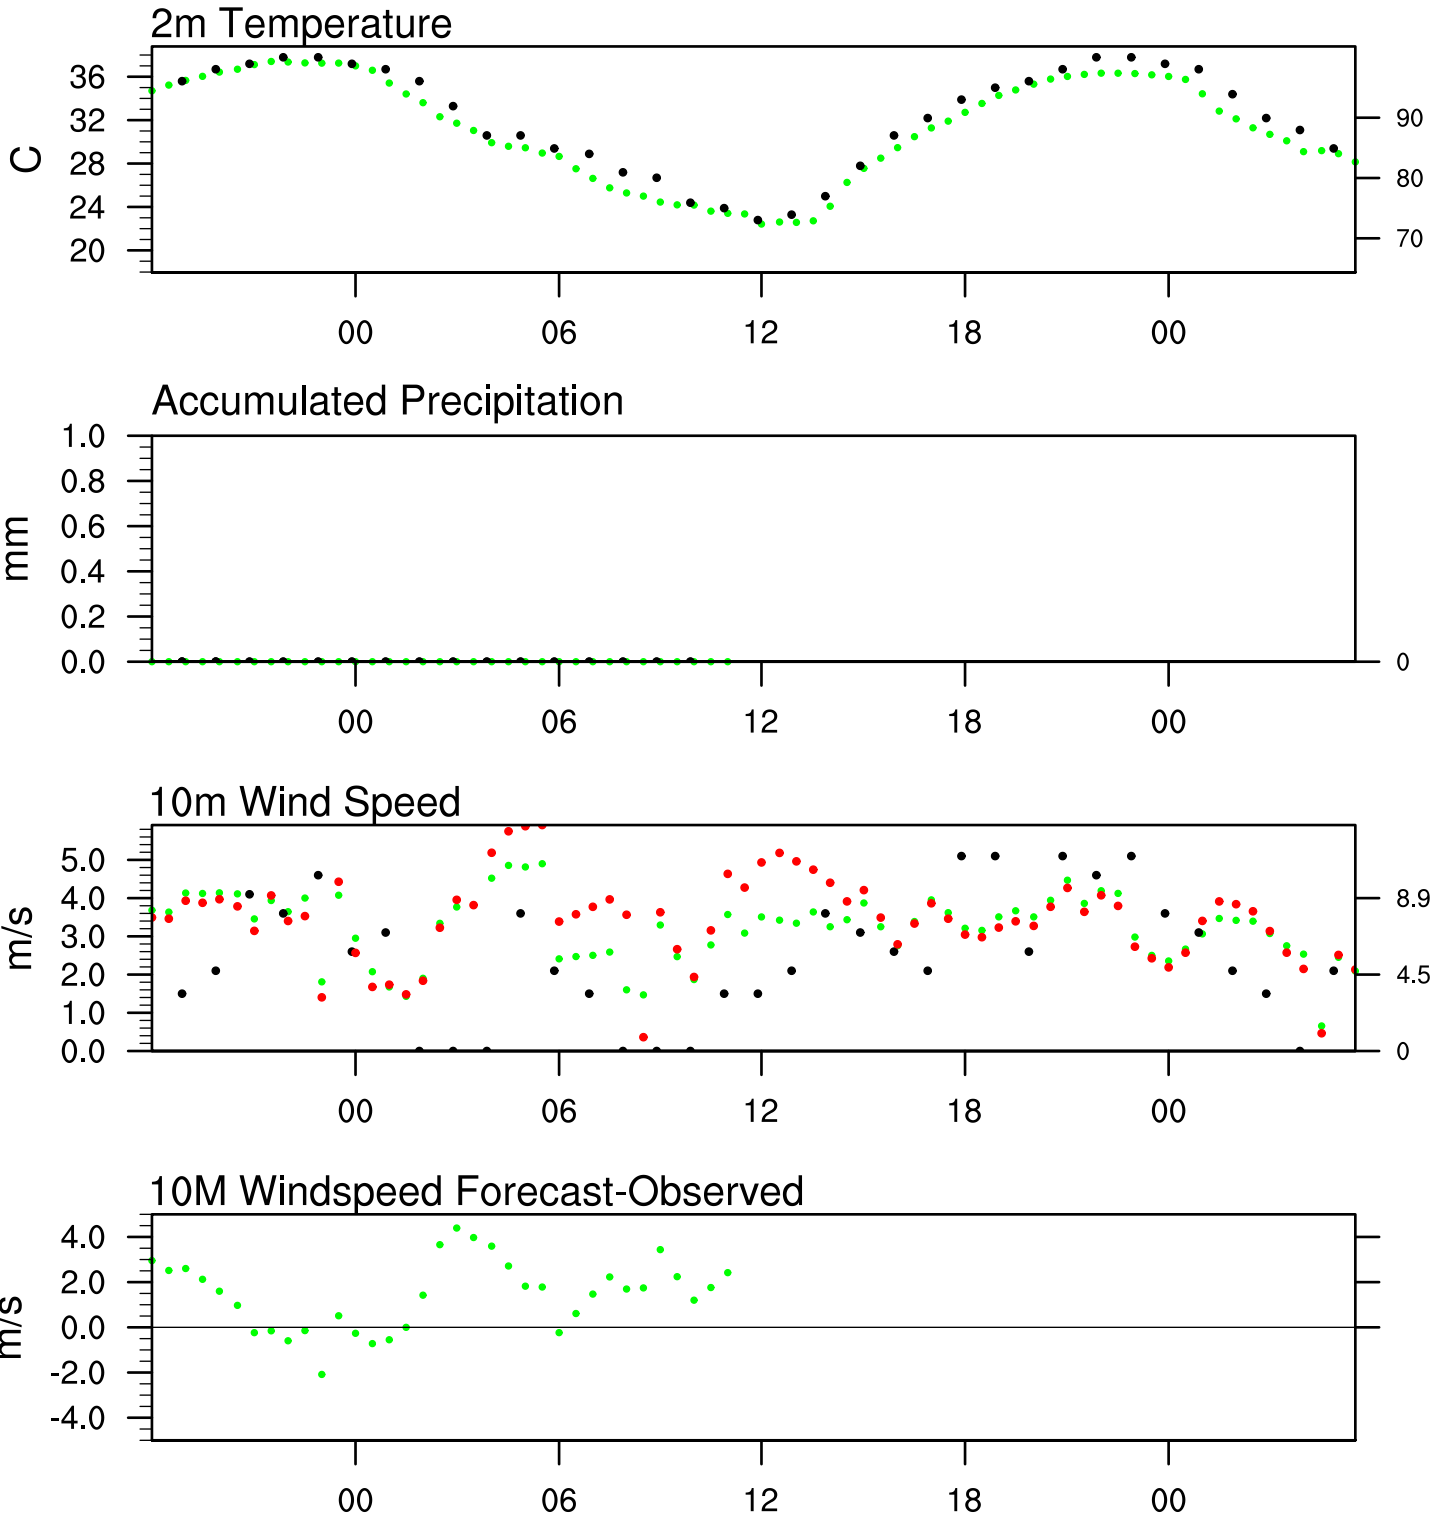 2m Temperature
C
36
32
28
24
20
90
80
70
00 06 12 18 00
Accumulated Precipitation
mm
1.0
0.8
0.6
0.4
0.2
0.0
0
00 06 12 18 00
10m Wind Speed
m/s
5.0
4.0
3.0
2.0
1.0
0.0
8.9
4.5
0
00 06 12 18 00
10M Windspeed Forecast-Observed
m/s
4.0
2.0
0.0
-2.0
-4.0
00 06 12 18 00